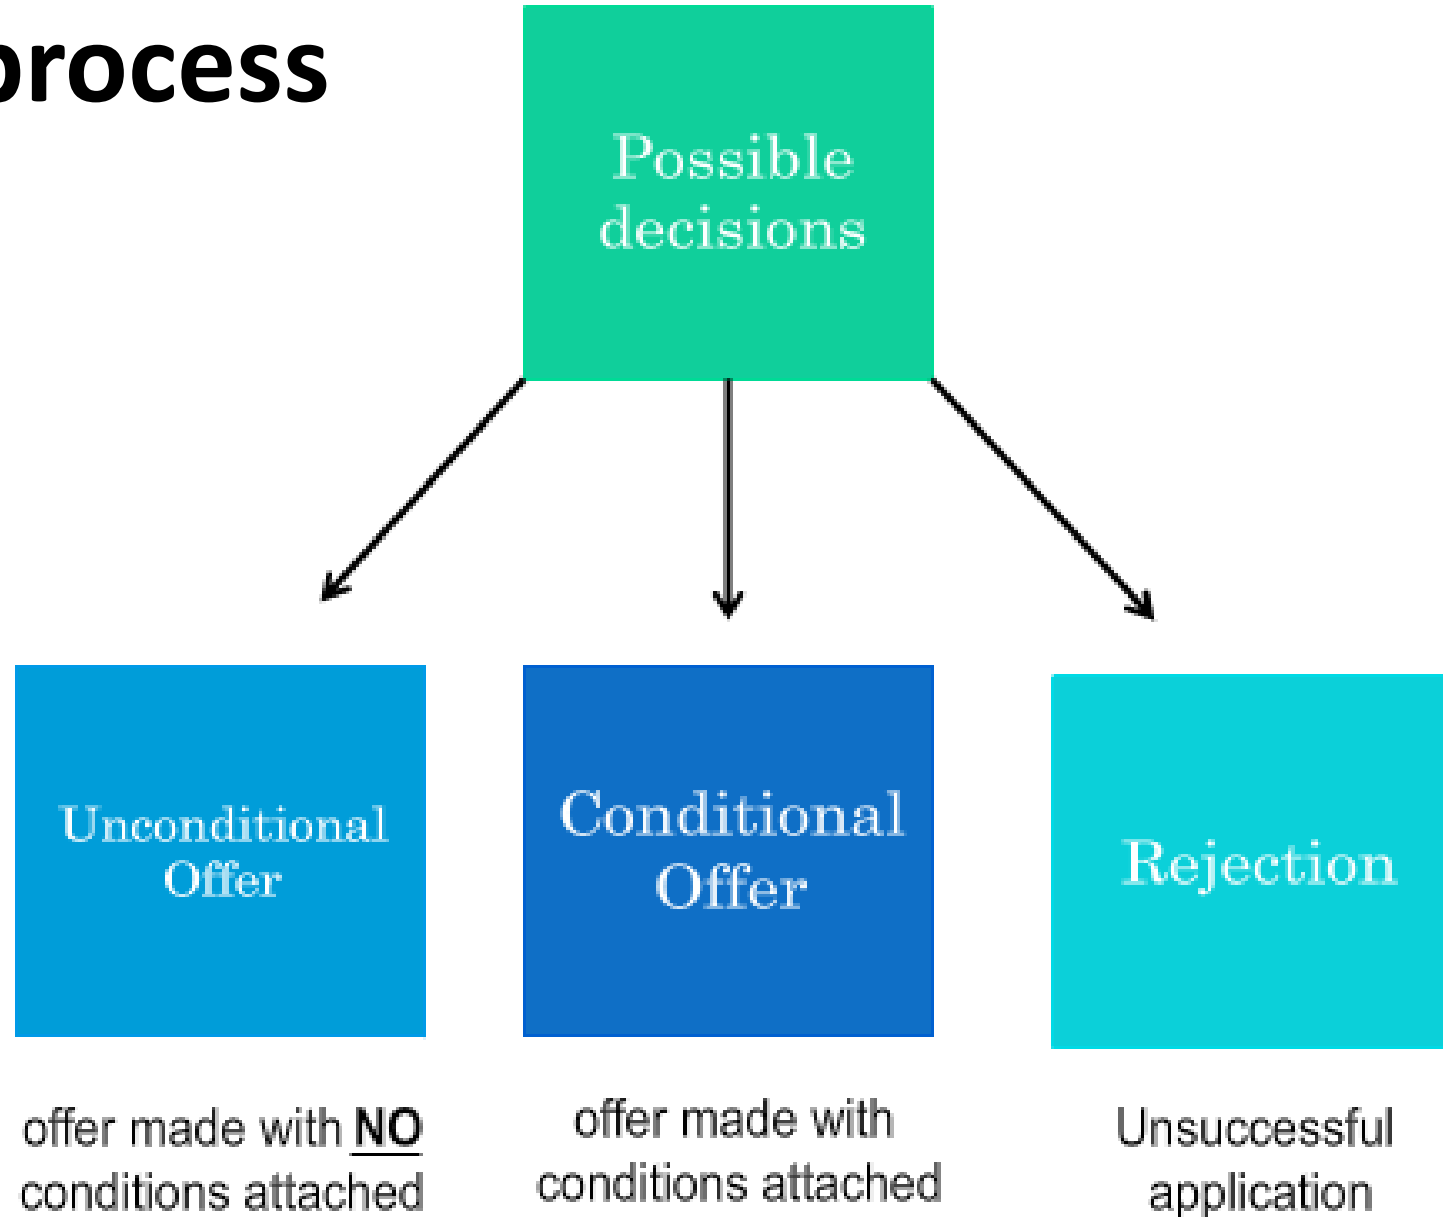 process
Possible
decisions
Unconditional
Offer
Conditional
Offer
Rejection
offer made with NO
conditions attached
offer made with
conditions attached
Unsuccessful
application